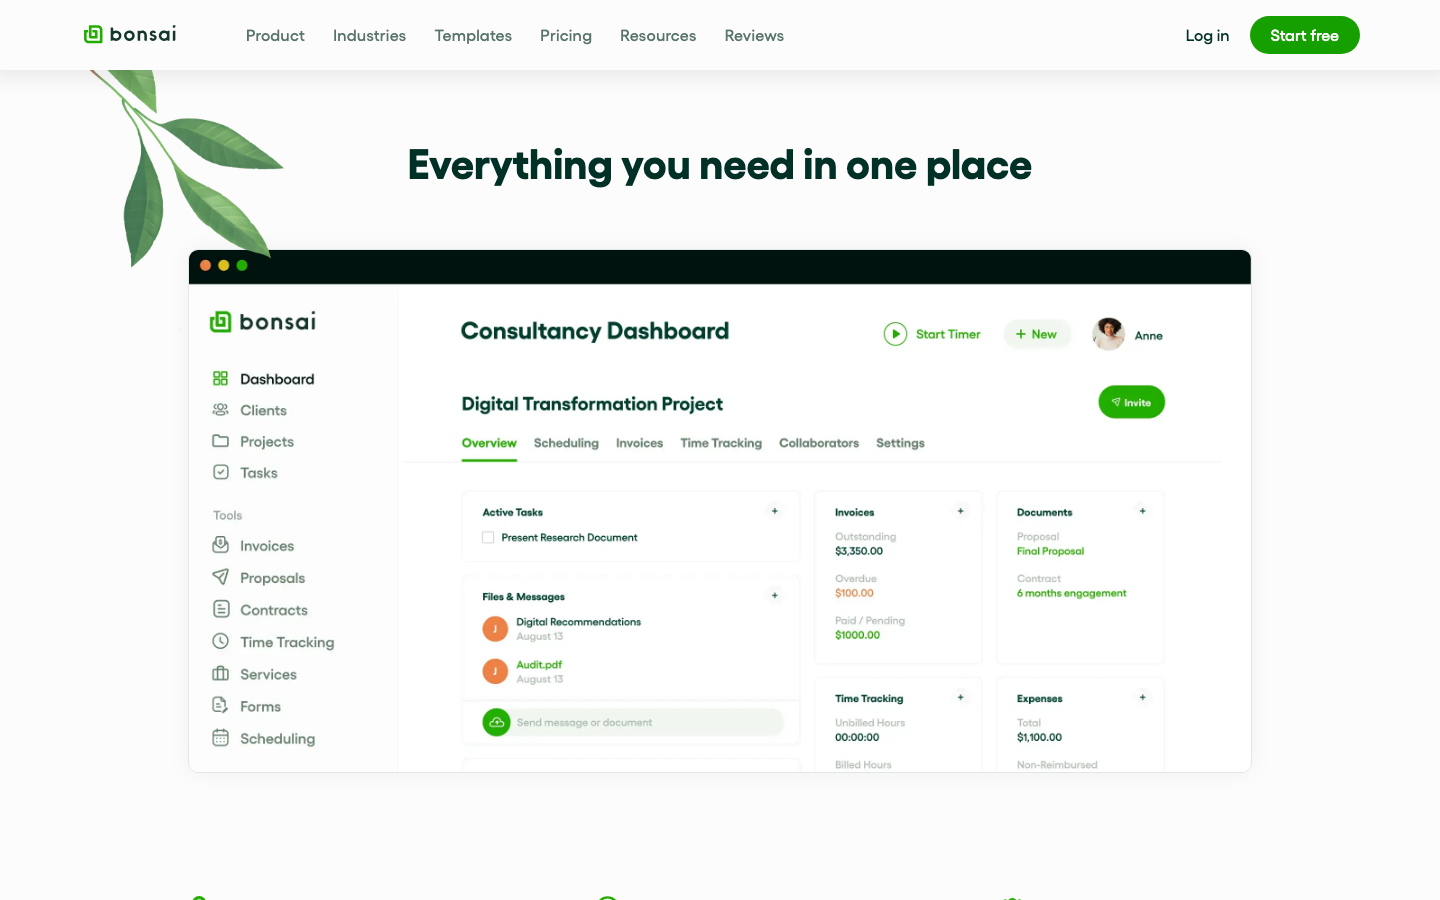 bonsai
Product Industries Templates Pricing Resources Reviews
Log in Start free
Everything you need in one place
bonsai
Dashboard
Clients
Projects
Tasks
Tools
Invoices
Proposals
Contracts
Time Tracking
Services
Forms
Scheduling
Consultancy Dashboard
Start Timer
+ New
Anne
Digital Transformation Project
Invite
Overview Scheduling Invoices Time Tracking Collaborators Settings
Active Tasks +
Present Research Document
Files & Messages +
J
Digital Recommendations
August 13
J
Audit.pdf
August 13
Send message or document
Invoices +
Outstanding
$3,350.00
Overdue
$100.00
Paid / Pending
$1000.00
Documents +
Proposal
Final Proposal
Contract
6 months engagement
Time Tracking +
Unbilled Hours
00:00:00
Billed Hours
Expenses +
Total
$1,100.00
Non-Reimbursed